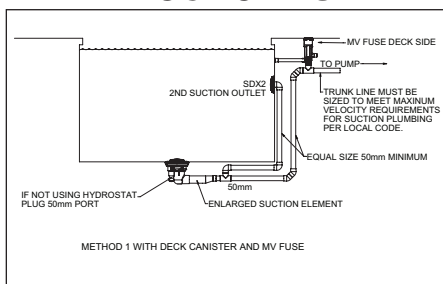 MV FUSE DECK SIDE
TO PUMP
SDX2
2ND SUCTION OUTLET
TRUNK LINE MUST BE
SIZED TO MEET MAXINUM
VELOCITY REQUIREMENTS
FOR SUCTION PLUMBING
PER LOCAL CODE.
EQUAL SIZE 50mm MINIMUM
50mm
IF NOT USING HYDROSTAT
PLUG 50mm PORT
ENLARGED SUCTION ELEMENT
METHOD 1 WITH DECK CANISTER AND MV FUSE